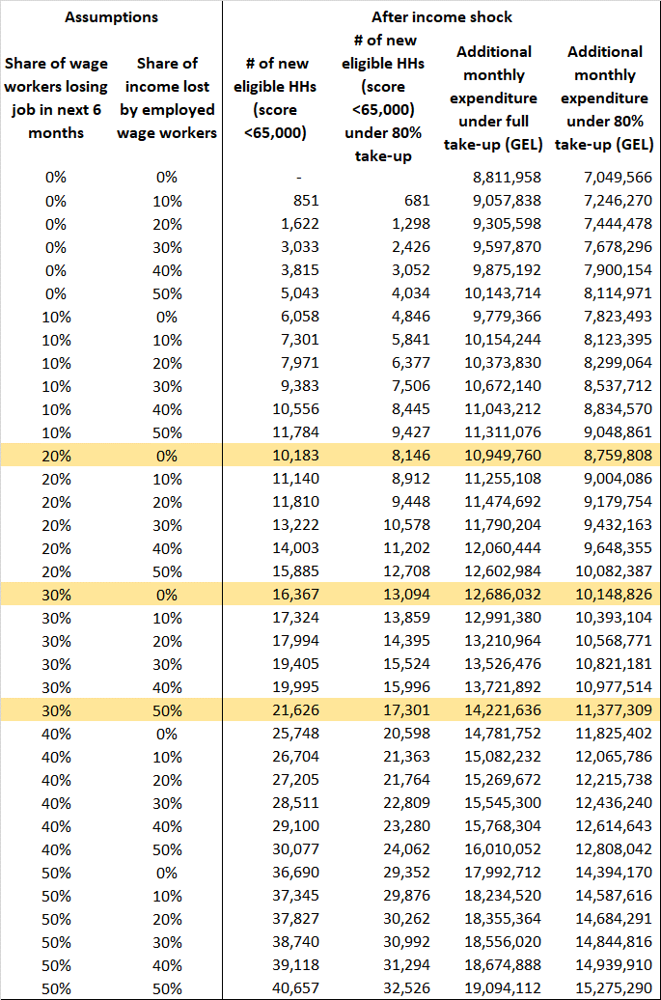 Assumptions After income shock
Share of wage workers losing job in next 6 months Share of income lost by employed wage workers # of new eligible HHs (score <65,000) # of new eligible HHs (score <65,000) under 80% take-up Additional monthly expenditure under full take-up (GEL) Additional monthly expenditure under 80% take-up (GEL)
0% 0% - 8,811,958 7,049,566
0% 10% 851 681 9,057,838 7,246,270
0% 20% 1,622 1,298 9,305,598 7,444,478
0% 30% 3,033 2,426 9,597,870 7,678,296
0% 40% 3,815 3,052 9,875,192 7,900,154
0% 50% 5,043 4,034 10,143,714 8,114,971
10% 0% 6,058 4,846 9,779,366 7,823,493
10% 10% 7,301 5,841 10,154,244 8,123,395
10% 20% 7,971 6,377 10,373,830 8,299,064
10% 30% 9,383 7,506 10,672,140 8,537,712
10% 40% 10,556 8,445 11,043,212 8,834,570
10% 50% 11,784 9,427 11,311,076 9,048,861
20% 0% 10,183 8,146 10,949,760 8,759,808
20% 10% 11,140 8,912 11,255,108 9,004,086
20% 20% 11,810 9,448 11,474,692 9,179,754
20% 30% 13,222 10,578 11,790,204 9,432,163
20% 40% 14,003 11,202 12,060,444 9,648,355
20% 50% 15,885 12,708 12,602,984 10,082,387
30% 0% 16,367 13,094 12,686,032 10,148,826
30% 10% 17,324 13,859 12,991,380 10,393,104
30% 20% 17,994 14,395 13,210,964 10,568,771
30% 30% 19,405 15,524 13,526,476 10,821,181
30% 40% 19,995 15,996 13,721,892 10,977,514
30% 50% 21,626 17,301 14,221,636 11,377,309
40% 0% 25,748 20,598 14,781,752 11,825,402
40% 10% 26,704 21,363 15,082,232 12,065,786
40% 20% 27,205 21,764 15,269,672 12,215,738
40% 30% 28,511 22,809 15,545,300 12,436,240
40% 40% 29,100 23,280 15,768,304 12,614,643
40% 50% 30,077 24,062 16,010,052 12,808,042
50% 0% 36,690 29,352 17,992,712 14,394,170
50% 10% 37,345 29,876 18,234,520 14,587,616
50% 20% 37,827 30,262 18,355,364 14,684,291
50% 30% 38,740 30,992 18,556,020 14,844,816
50% 40% 39,118 31,294 18,674,888 14,939,910
50% 50% 40,657 32,526 19,094,112 15,275,290